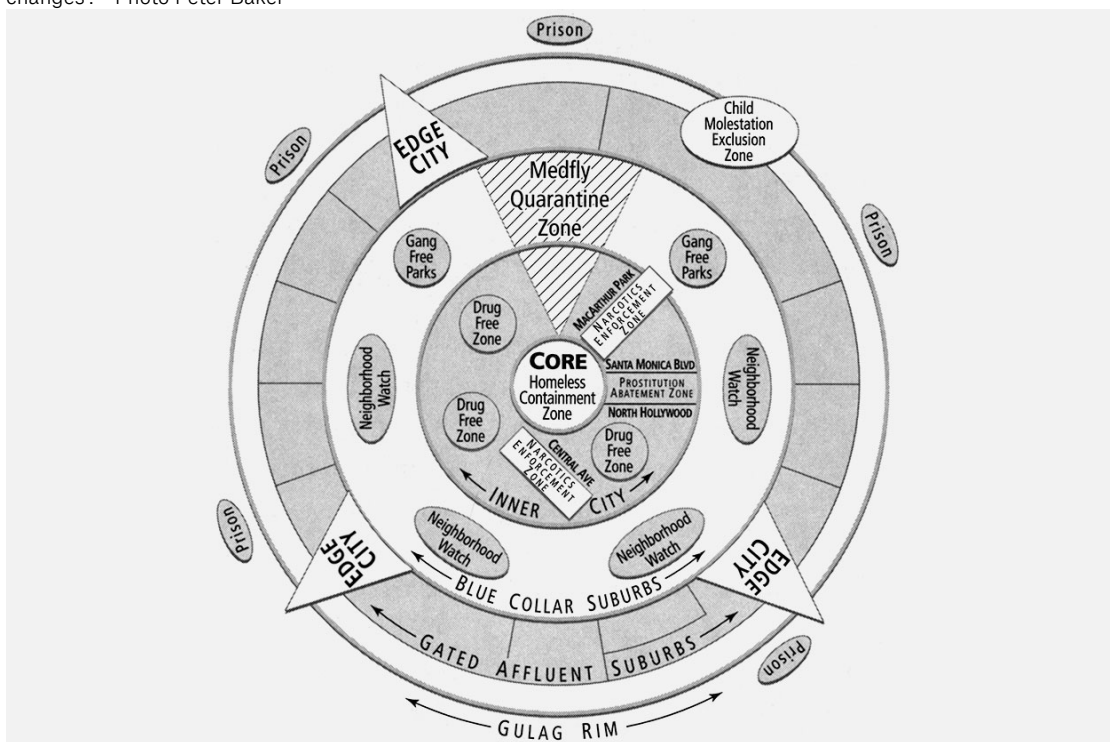 changes? Photo Peter Baker
Prison
Child
Molestation
Exclusion
Zone
EDGE
CITY
Prison
Medfly
Quarantine
Zone
Prison
Gang
Free
Parks
Gang
Free
Parks
MACARTHUR PARK
NARCOTICS
ENFORCEMENT
ZONE
Drug
Free
Zone
CORE
Homeless
Containment
Zone
SANTA MONICA BLVD
PROSTITUTION
ABATEMENT ZONE
NORTH HOLLYWOOD
Neighborhood
Watch
Neighborhood
Watch
Drug
Free
Zone
Drug
Free
Zone
CENTRAL AVE
NARCOTICS
ENFORCEMENT
ZONE
INNER CITY
Prison
Neighborhood
Watch
Neighborhood
Watch
EDGE
CITY
EDGE
CITY
BLUE COLLAR SUBURBS
GATED AFFLUENT SUBURBS
Prison
GULAG RIM